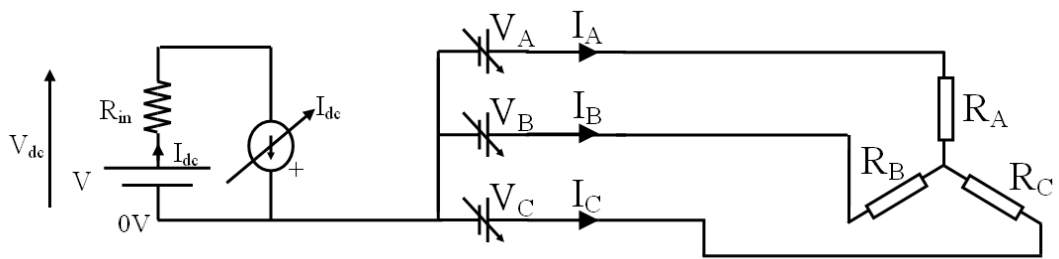 V_A
I_A
R_in
I_dc
V_dc
I_dc
V
+
0V
V_B
I_B
R_A
R_B
R_C
V_C
I_C